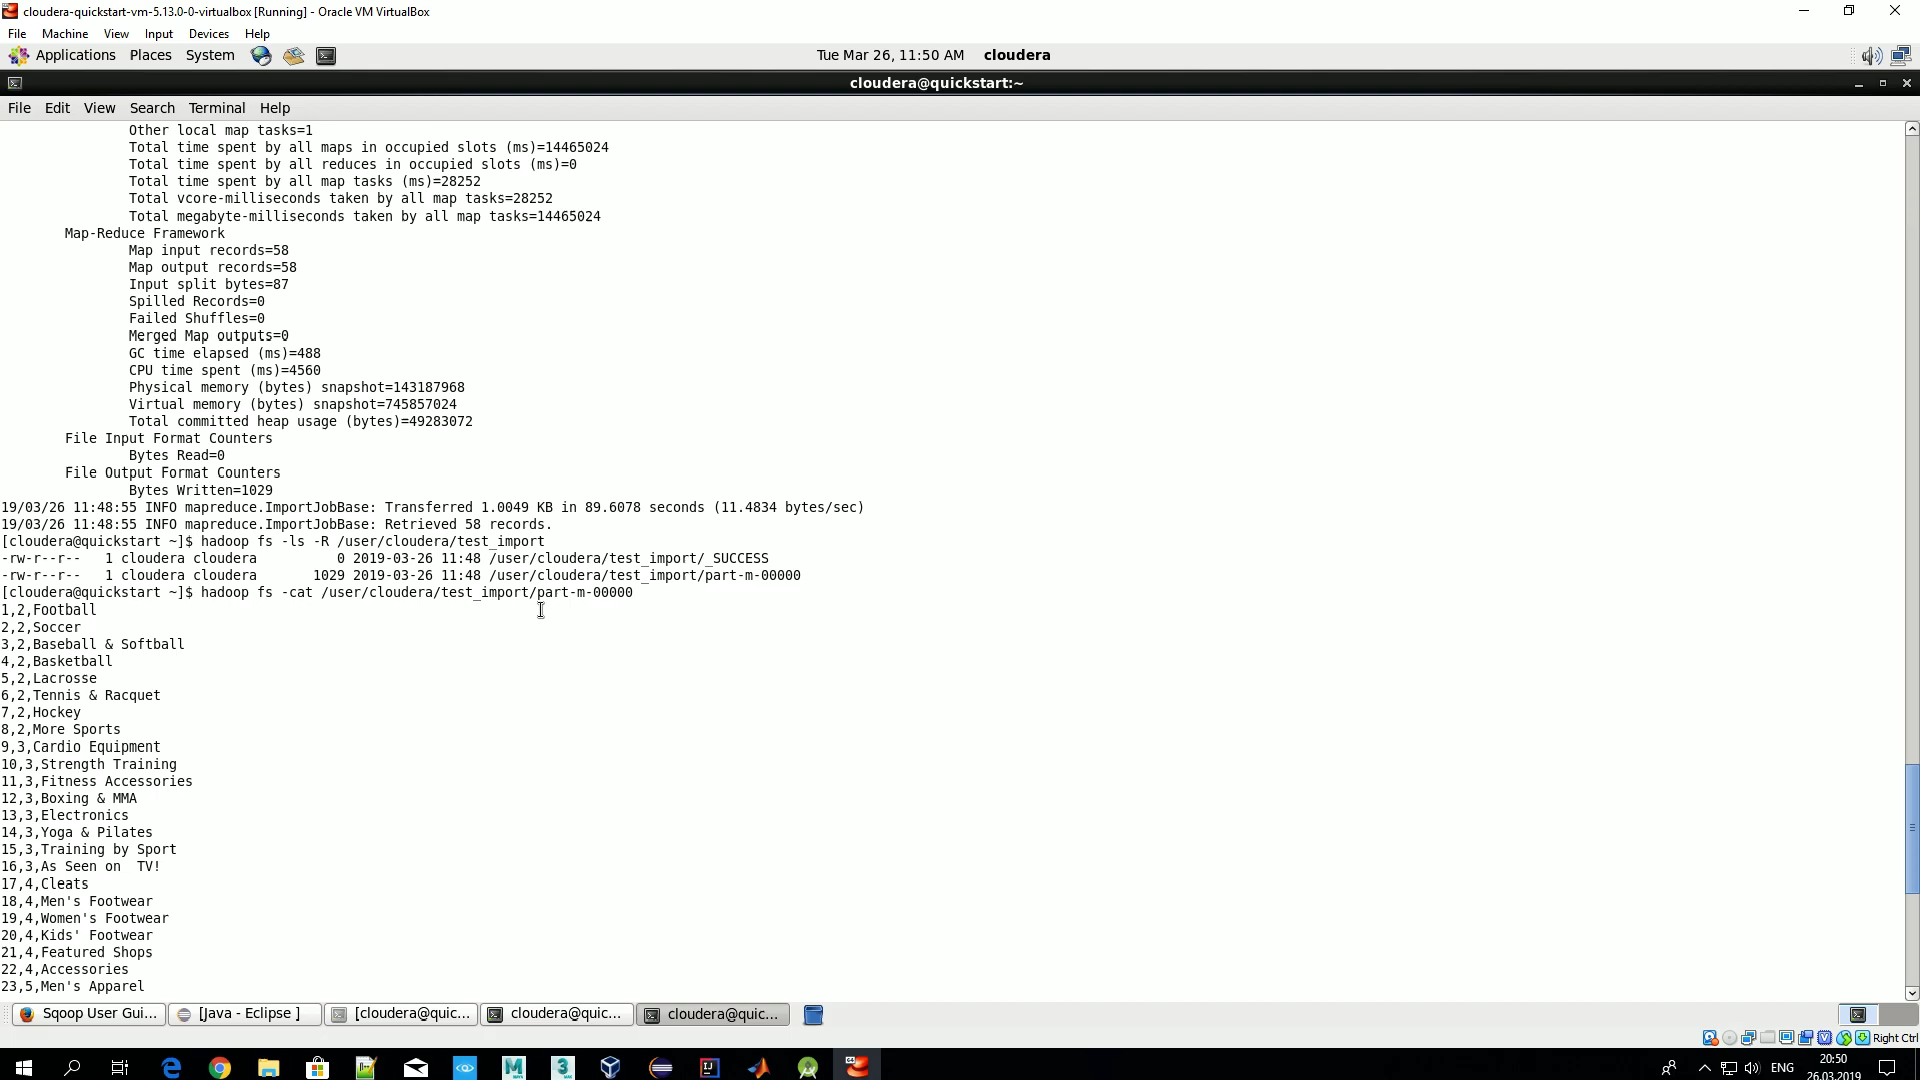 cloudera-quickstart-vm-5.13.0-0-virtualbox [Running] - Oracle VM VirtualBox
File Machine View Input Devices Help
Applications Places System Tue Mar 26, 11:50 AM cloudera
cloudera@quickstart:~
File Edit View Search Terminal Help
Other local map tasks=1
Total time spent by all maps in occupied slots (ms)=14465024
Total time spent by all reduces in occupied slots (ms)=0
Total time spent by all map tasks (ms)=28252
Total vcore-milliseconds taken by all map tasks=28252
Total megabyte-milliseconds taken by all map tasks=14465024
Map-Reduce Framework
Map input records=58
Map output records=58
Input split bytes=87
Spilled Records=0
Failed Shuffles=0
Merged Map outputs=0
GC time elapsed (ms)=488
CPU time spent (ms)=4560
Physical memory (bytes) snapshot=143187968
Virtual memory (bytes) snapshot=745857024
Total committed heap usage (bytes)=49283072
File Input Format Counters
Bytes Read=0
File Output Format Counters
Bytes Written=1029
19/03/26 11:48:55 INFO mapreduce.ImportJobBase: Transferred 1.0049 KB in 89.6078 seconds (11.4834 bytes/sec)
19/03/26 11:48:55 INFO mapreduce.ImportJobBase: Retrieved 58 records.
[cloudera@quickstart ~]$ hadoop fs -ls -R /user/cloudera/test_import
-rw-r--r--   1 cloudera cloudera          0 2019-03-26 11:48 /user/cloudera/test_import/_SUCCESS
-rw-r--r--   1 cloudera cloudera       1029 2019-03-26 11:48 /user/cloudera/test_import/part-m-00000
[cloudera@quickstart ~]$ hadoop fs -cat /user/cloudera/test_import/part-m-00000
1,2,Football
2,2,Soccer
3,2,Baseball & Softball
4,2,Basketball
5,2,Lacrosse
6,2,Tennis & Racquet
7,2,Hockey
8,2,More Sports
9,3,Cardio Equipment
10,3,Strength Training
11,3,Fitness Accessories
12,3,Boxing & MMA
13,3,Electronics
14,3,Yoga & Pilates
15,3,Training by Sport
16,3,As Seen on  TV!
17,4,Cleats
18,4,Men's Footwear
19,4,Women's Footwear
20,4,Kids' Footwear
21,4,Featured Shops
22,4,Accessories
23,5,Men's Apparel
Sqoop User Gui... [Java - Eclipse ] [cloudera@quic... cloudera@quic... cloudera@quic...
Right Ctrl
ENG 20:50
26.03.2019